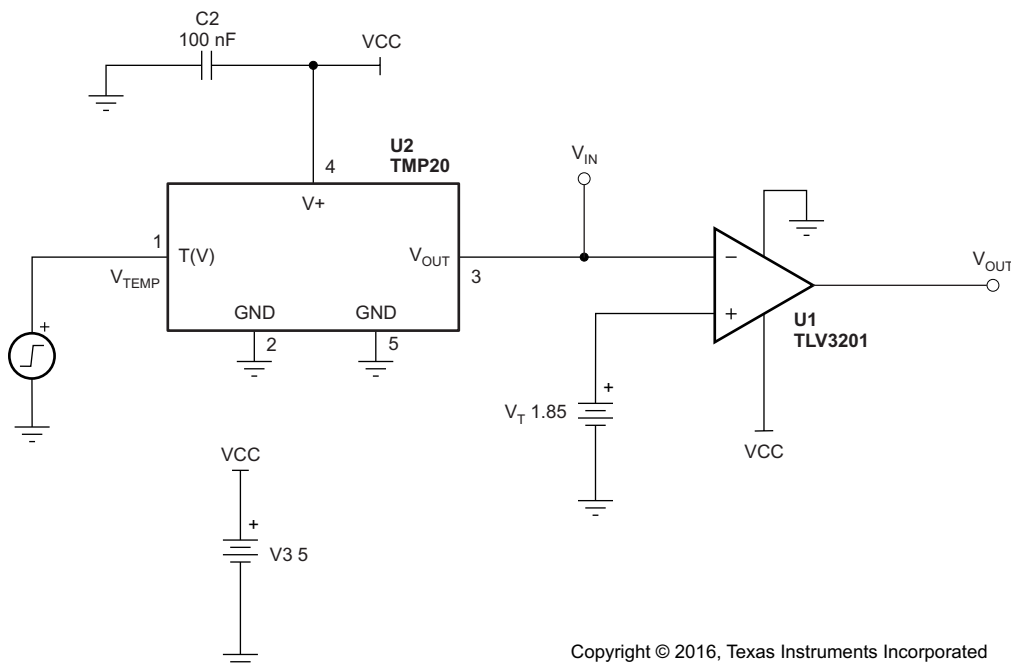 C2
100 nF
VCC
U2
TMP20
4
V+
1
T(V)
V_TEMP
V_OUT
3
GND
2
GND
5
V_IN
−
+
U1
TLV3201
V_OUT
+
+
V_T 1.85
VCC
VCC
+
V3 5
Copyright © 2016, Texas Instruments Incorporated